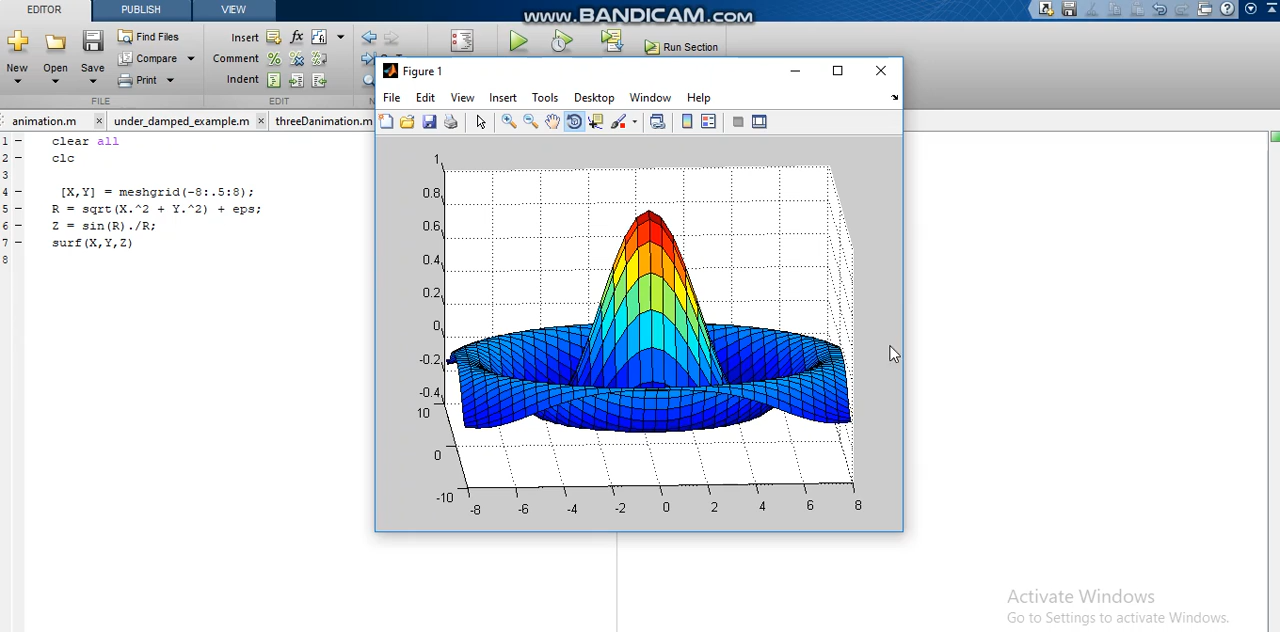 EDITOR PUBLISH VIEW
www.BANDICAM.com
New Open Save Find Files Compare Print
Insert Comment Indent
Run Section
FILE EDIT
animation.m × under_damped_example.m × threeDanimation.m
1 - clear all
2 - clc
3
4 - [X,Y] = meshgrid(-8:.5:8);
5 - R = sqrt(X.^2 + Y.^2) + eps;
6 - Z = sin(R)./R;
7 - surf(X,Y,Z)
8
Figure 1
File Edit View Insert Tools Desktop Window Help
1
0.8
0.6
0.4
0.2
0
-0.2
-0.4
10
0
-10
-8 -6 -4 -2 0 2 4 6 8
Activate Windows
Go to Settings to activate Windows.